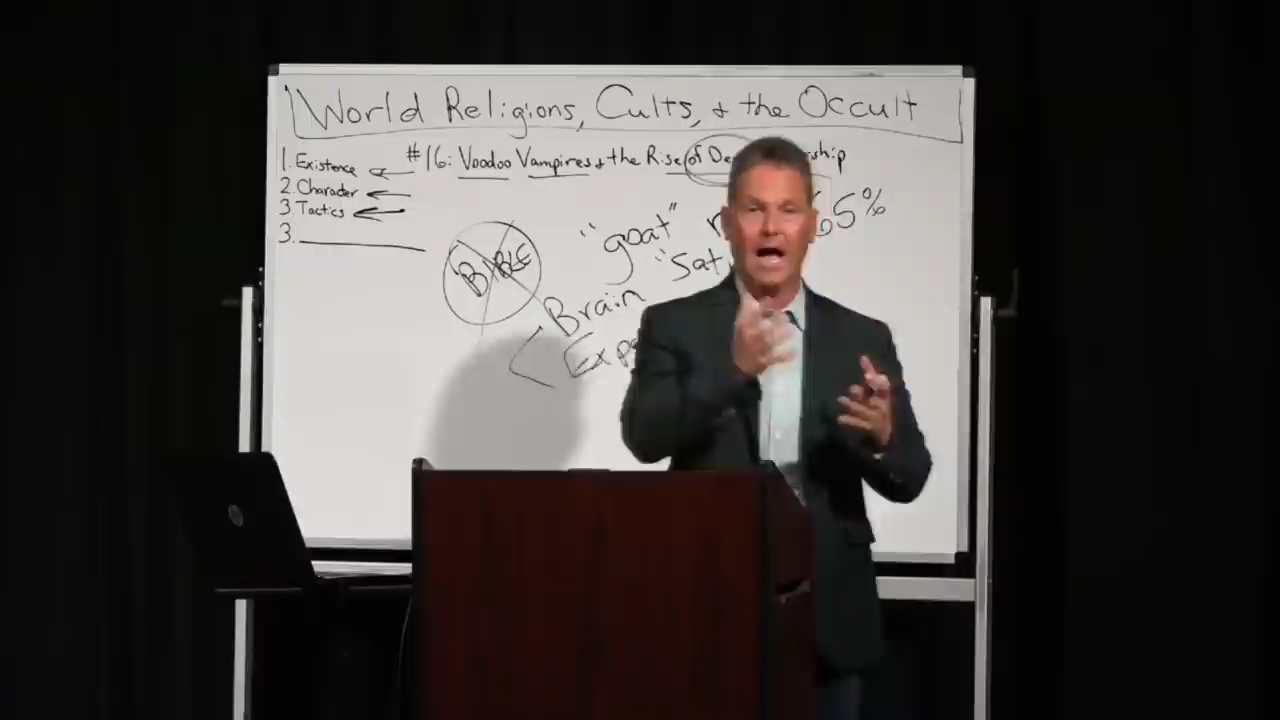 World Religions, Cults, & the Occult
#16: Voodoo Vampires & the Rise of
1. Existence
2. Character
3. Tactics
3.
"goat" 65%
BIBLE
Brain